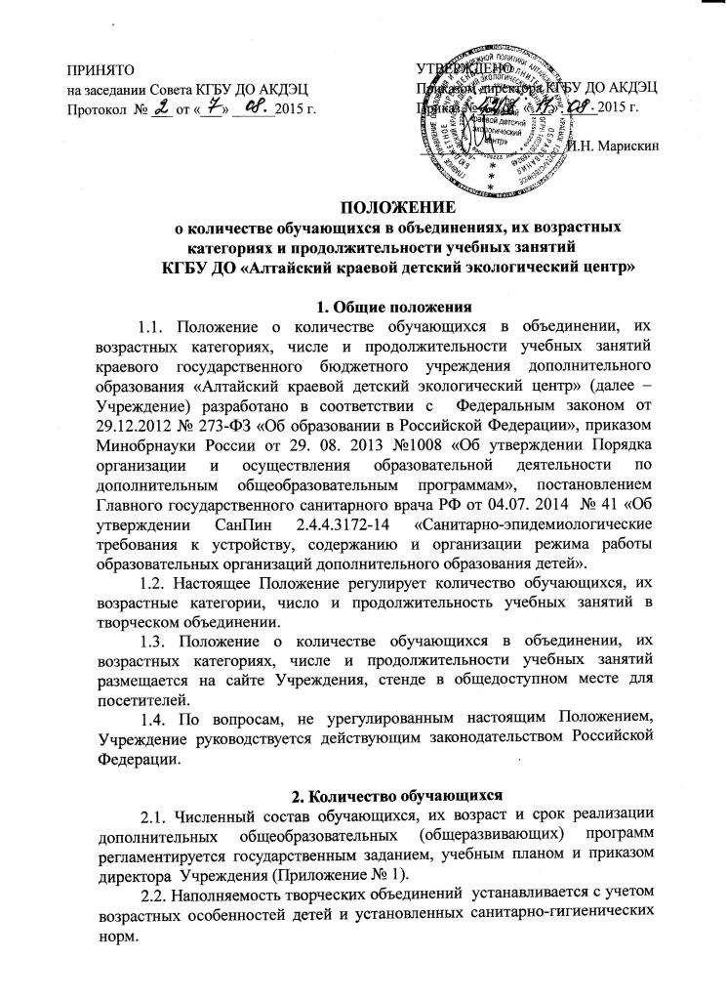 ПРИНЯТО
на заседании Совета КГБУ ДО АКДЭЦ
Протокол № 2 от « 7 » 08. 2015 г.
УТВЕРЖДЕНО
Приказом директора КГБУ ДО АКДЭЦ
Приказ № 08. 2015 г.
И.Н. Марискин
краевой детский
экологический
центр»
ПОЛОЖЕНИЕ
о количестве обучающихся в объединениях, их возрастных
категориях и продолжительности учебных занятий
КГБУ ДО «Алтайский краевой детский экологический центр»
1. Общие положения
1.1. Положение о количестве обучающихся в объединении, их
возрастных категориях, числе и продолжительности учебных занятий
краевого государственного бюджетного учреждения дополнительного
образования «Алтайский краевой детский экологический центр» (далее –
Учреждение) разработано в соответствии с Федеральным законом от
29.12.2012 № 273-ФЗ «Об образовании в Российской Федерации», приказом
Минобрнауки России от 29. 08. 2013 №1008 «Об утверждении Порядка
организации и осуществления образовательной деятельности по
дополнительным общеобразовательным программам», постановлением
Главного государственного санитарного врача РФ от 04.07. 2014 № 41 «Об
утверждении СанПин 2.4.4.3172-14 «Санитарно-эпидемиологические
требования к устройству, содержанию и организации режима работы
образовательных организаций дополнительного образования детей».
1.2. Настоящее Положение регулирует количество обучающихся, их
возрастные категории, число и продолжительность учебных занятий в
творческом объединении.
1.3. Положение о количестве обучающихся в объединении, их
возрастных категориях, числе и продолжительности учебных занятий
размещается на сайте Учреждения, стенде в общедоступном месте для
посетителей.
1.4. По вопросам, не урегулированным настоящим Положением,
Учреждение руководствуется действующим законодательством Российской
Федерации.
2. Количество обучающихся
2.1. Численный состав обучающихся, их возраст и срок реализации
дополнительных общеобразовательных (общеразвивающих) программ
регламентируется государственным заданием, учебным планом и приказом
директора Учреждения (Приложение № 1).
2.2. Наполняемость творческих объединений устанавливается с учетом
возрастных особенностей детей и установленных санитарно-гигиенических
норм.